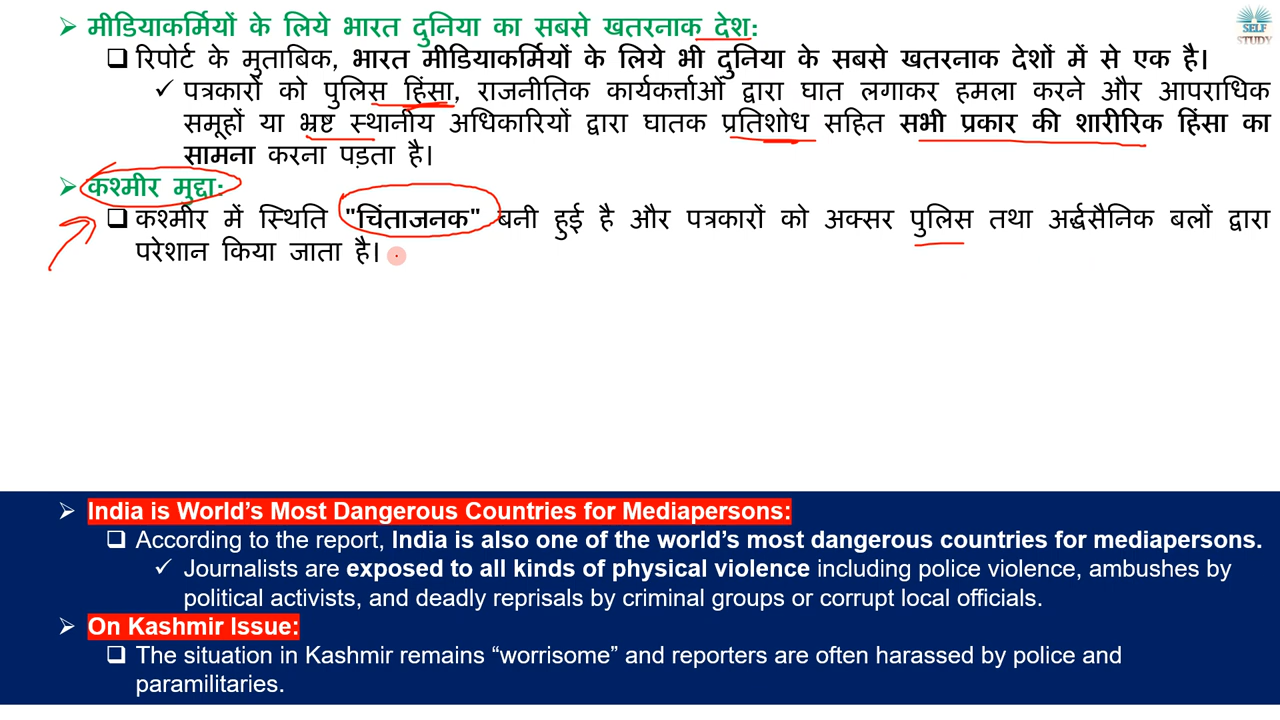 ➢ मीडियाकर्मियों के लिये भारत दुनिया का सबसे खतरनाक देश:
SELF
STUDY
❑ रिपोर्ट के मुताबिक, भारत मीडियाकर्मियों के लिये भी दुनिया के सबसे खतरनाक देशों में से एक है।
✓ पत्रकारों को पुलिस हिंसा, राजनीतिक कार्यकर्त्ताओं द्वारा घात लगाकर हमला करने और आपराधिक
समूहों या भ्रष्ट स्थानीय अधिकारियों द्वारा घातक प्रतिशोध सहित सभी प्रकार की शारीरिक हिंसा का
सामना करना पड़ता है।
➢ कश्मीर मुद्दा:
❑ कश्मीर में स्थिति "चिंताजनक" बनी हुई है और पत्रकारों को अक्सर पुलिस तथा अर्द्धसैनिक बलों द्वारा
परेशान किया जाता है।
➢ India is World’s Most Dangerous Countries for Mediapersons:
❑ According to the report, India is also one of the world’s most dangerous countries for mediapersons.
✓ Journalists are exposed to all kinds of physical violence including police violence, ambushes by
political activists, and deadly reprisals by criminal groups or corrupt local officials.
➢ On Kashmir Issue:
❑ The situation in Kashmir remains “worrisome” and reporters are often harassed by police and
paramilitaries.